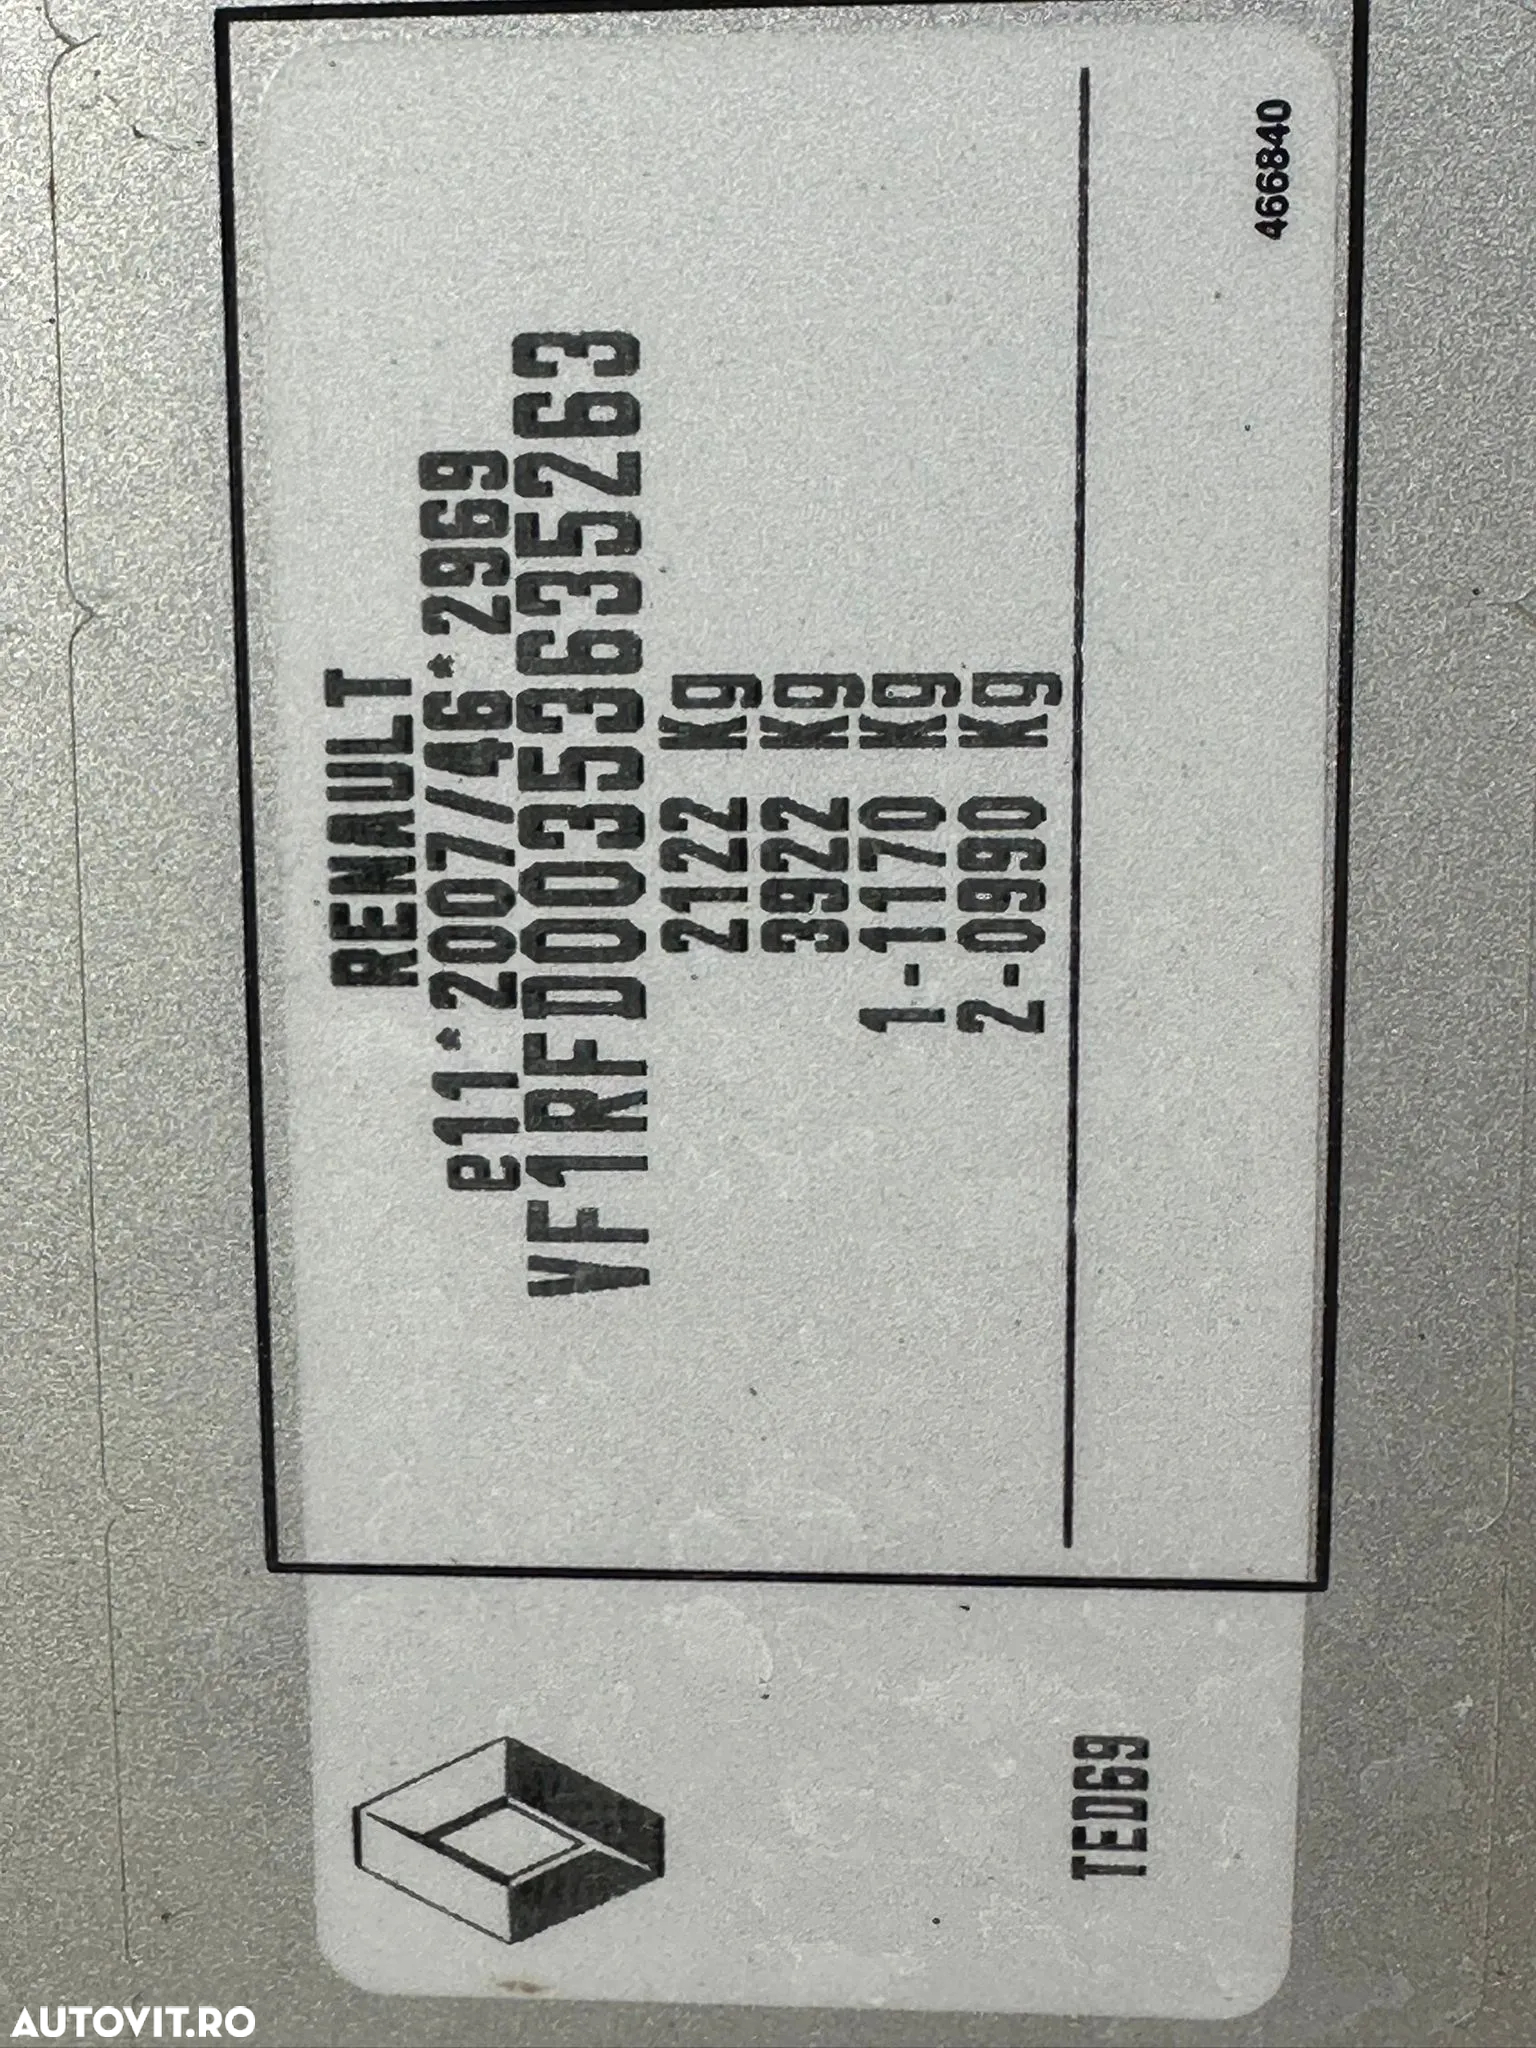 RENAULT
e11*2007/46*2969
VF1RFD00353635263
2122 Kg
3922 Kg
1-1170 Kg
2-0990 Kg
TED69
466840
AUTOVIT.RO